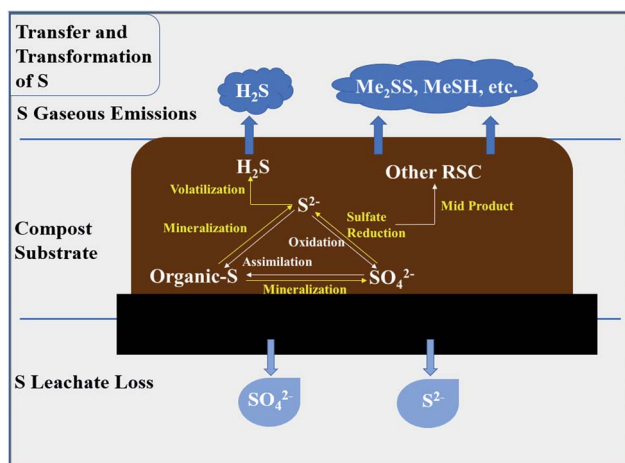 Transfer and
Transformation
of S
H₂S
Me₂SS, MeSH, etc.
S Gaseous Emissions
H₂S
Other RSC
Volatilization
S²⁻
Mid Product
Mineralization
Sulfate
Reduction
Compost
Substrate
Oxidation
Assimilation
Organic-S
SO₄²⁻
Mineralization
S Leachate Loss
SO₄²⁻
S²⁻